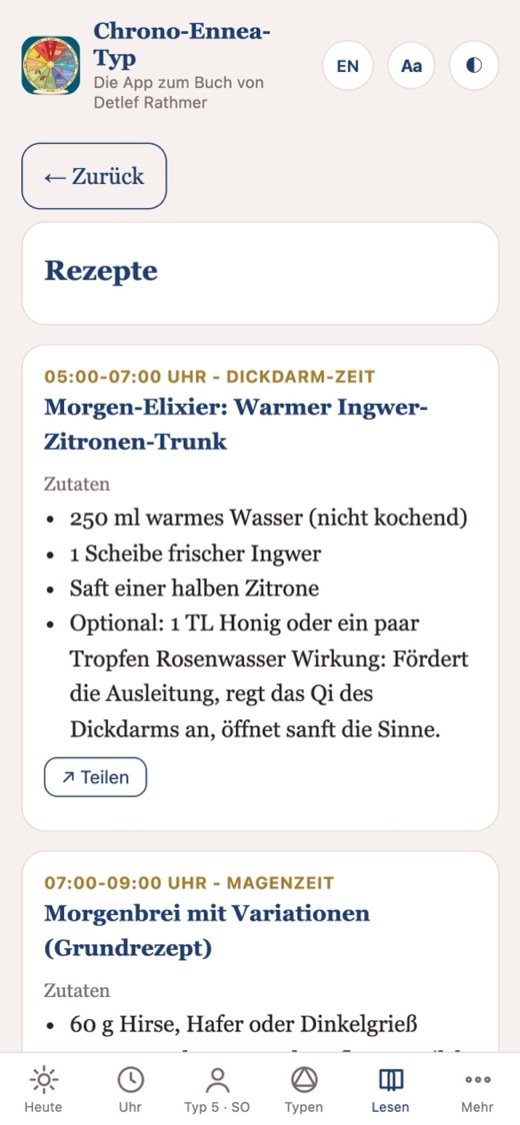 Chrono-Ennea-
Typ
Die App zum Buch von
Detlef Rathmer
EN
Aa
← Zurück
Rezepte
05:00-07:00 UHR - DICKDARM-ZEIT
Morgen-Elixier: Warmer Ingwer-
Zitronen-Trunk
Zutaten
• 250 ml warmes Wasser (nicht kochend)
• 1 Scheibe frischer Ingwer
• Saft einer halben Zitrone
• Optional: 1 TL Honig oder ein paar
Tropfen Rosenwasser Wirkung: Fördert
die Ausleitung, regt das Qi des
Dickdarms an, öffnet sanft die Sinne.
↗ Teilen
07:00-09:00 UHR - MAGENZEIT
Morgenbrei mit Variationen
(Grundrezept)
Zutaten
• 60 g Hirse, Hafer oder Dinkelgrieß
Heute
Uhr
Typ 5 · SO
Typen
Lesen
Mehr